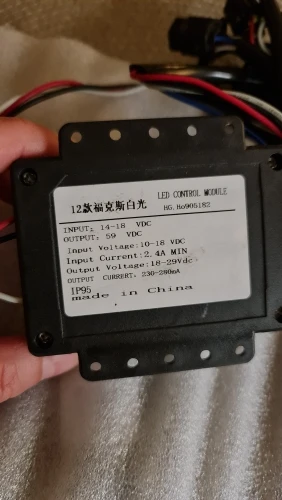 12款福克斯白光
LED CONTROL MODULE
HG.Ho905182
INPUT: 14-18 VDC
OUTPUT: 59 VDC
Input Voltage:10-18 VDC
Input Current:2.4A MIN
Output Voltage:18-29Vdc
OUTPUT CURRERT. 230-280mA
IP95
made in China